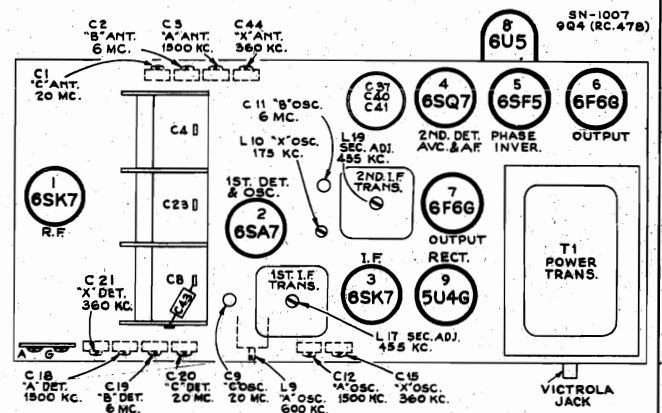 SN-1007
9Q4 (RC.478)
8
6U5
C2
"B" ANT.
6 MC.
C3
"A" ANT.
1500 KC.
C44
"X" ANT.
360 KC.
C1
"C" ANT.
20 MC.
C37
C40
C41
4
6SQ7
2ND. DET.
AVC. & AF.
5
6SF5
PHASE
INVER.
6
6F6G
OUTPUT
C11 "B" OSC.
6 MC.
L19
SEC. ADJ.
455 KC.
L10 "X" OSC.
175 KC.
C4
2ND. I.F.
TRANS.
1
6SK7
R.F.
1ST. DET.
& OSC.
2
6SA7
C23
7
6F6G
OUTPUT
T1
POWER
TRANS.
C8
C43
1ST. I.F.
TRANS.
I.F.
3
6SK7
RECT.
9
5U4G
C21
"X" DET.
360 KC.
L17 SEC. ADJ.
455 KC.
A G
C18
"A" DET.
1500 KC.
C19
"B" DET.
6 MC.
C20
"C" DET.
20 MC.
C9
"C" OSC.
20 MC.
L9
"A" OSC.
600 KC.
C12
"A" OSC.
1500 KC.
C15
"X" OSC.
360 KC.
VICTROLA
JACK